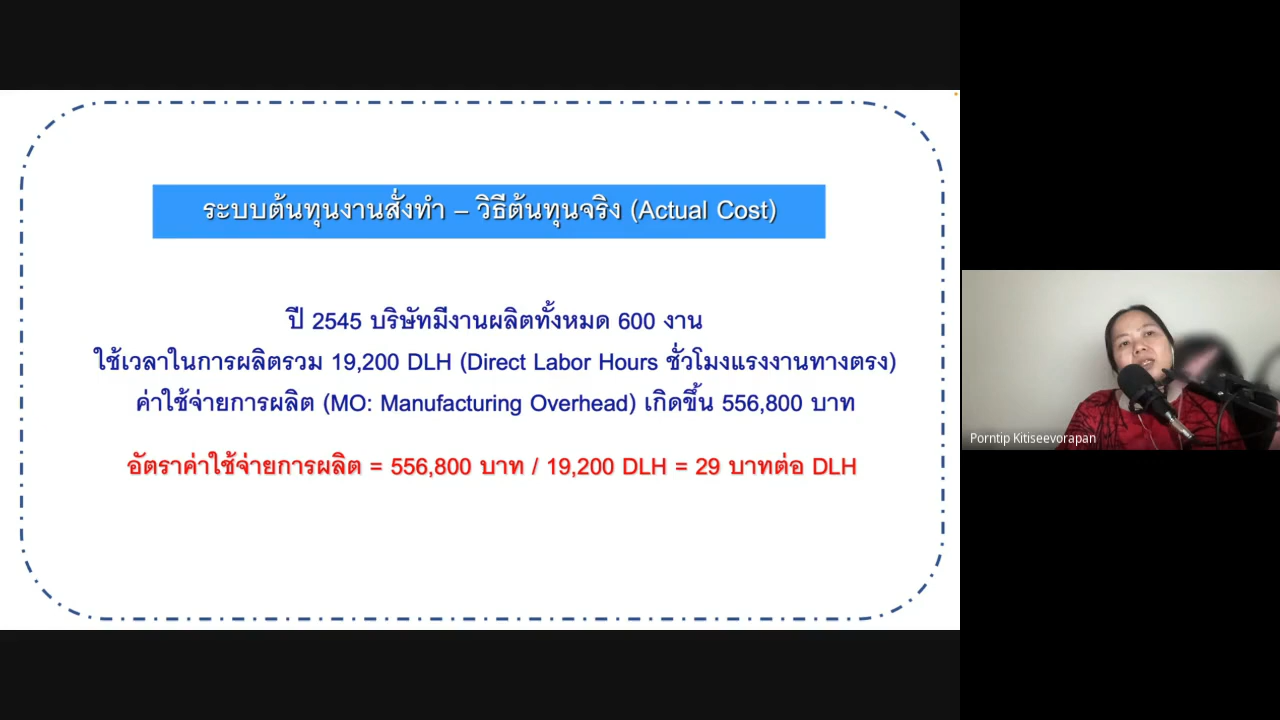 ระบบต้นทุนงานสั่งทำ – วิธีต้นทุนจริง (Actual Cost)
ปี 2545 บริษัทมีงานผลิตทั้งหมด 600 งาน
ใช้เวลาในการผลิตรวม 19,200 DLH (Direct Labor Hours ชั่วโมงแรงงานทางตรง)
ค่าใช้จ่ายการผลิต (MO: Manufacturing Overhead) เกิดขึ้น 556,800 บาท
อัตราค่าใช้จ่ายการผลิต = 556,800 บาท / 19,200 DLH = 29 บาทต่อ DLH
Porntip Kitiseevorapan